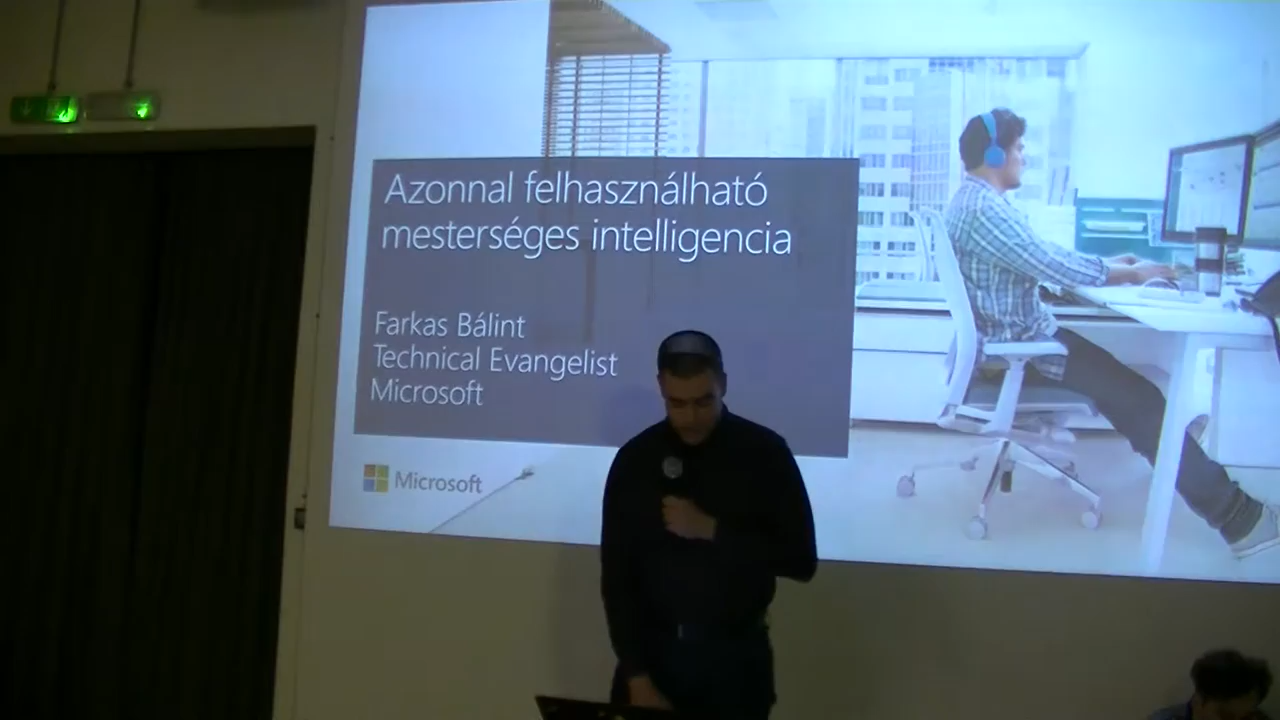 Azonnal felhasználható
mesterséges intelligencia
Farkas Bálint
Technical Evangelist
Microsoft
Microsoft